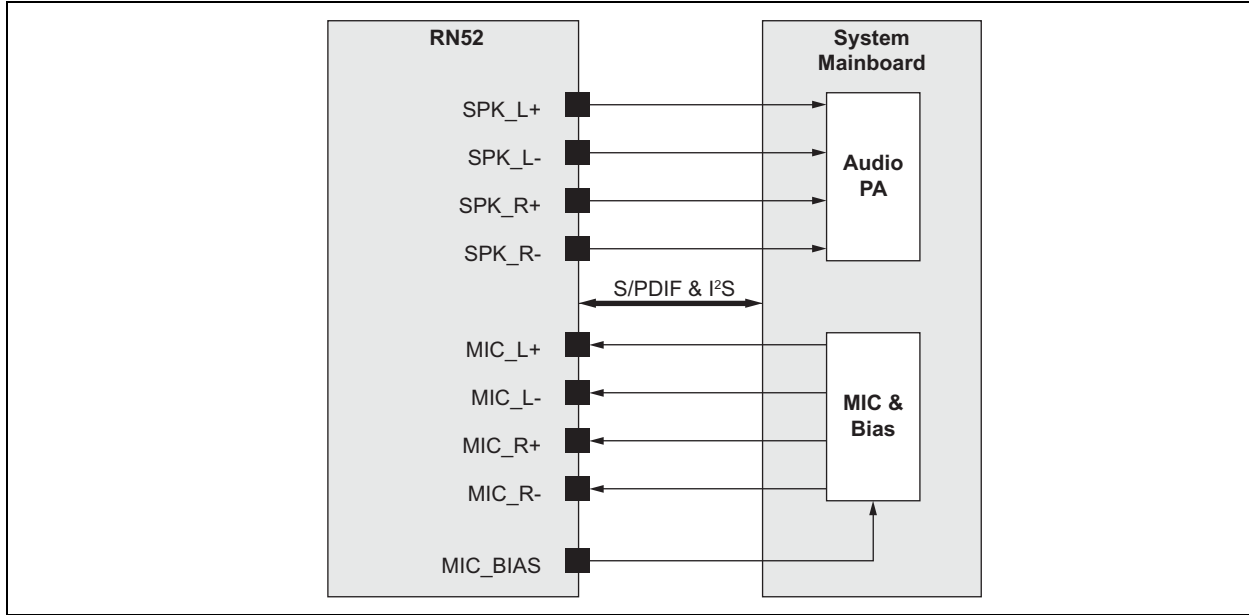 RN52
System
Mainboard
SPK_L+
SPK_L-
SPK_R+
SPK_R-
Audio
PA
S/PDIF & I²S
MIC_L+
MIC_L-
MIC_R+
MIC_R-
MIC &
Bias
MIC_BIAS